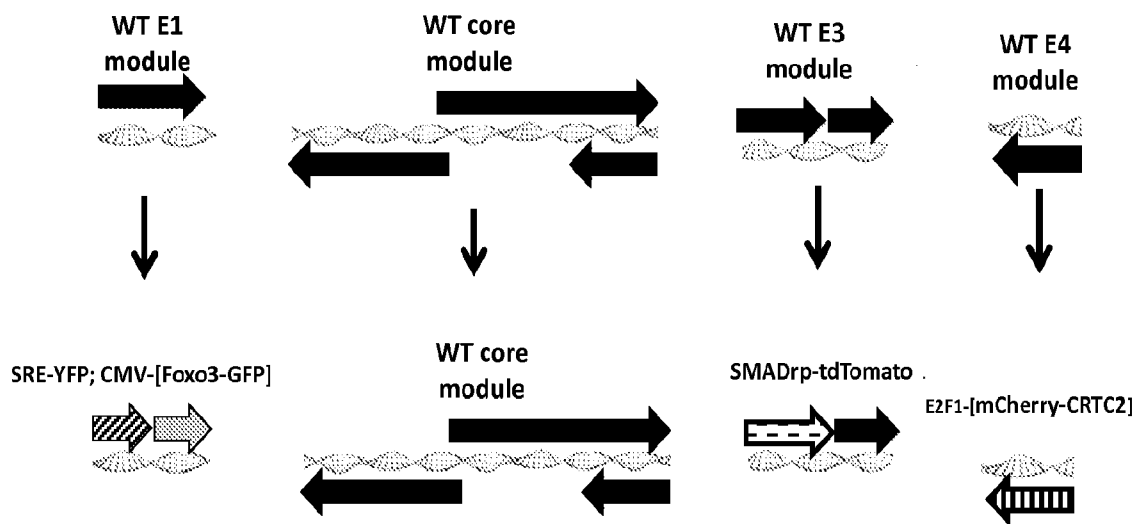 WT E1
module
WT core
module
WT E3
module
WT E4
module
SRE-YFP; CMV-[Foxo3-GFP]
WT core
module
SMADrp-tdTomato
E2F1-[mCherry-CRTC2]